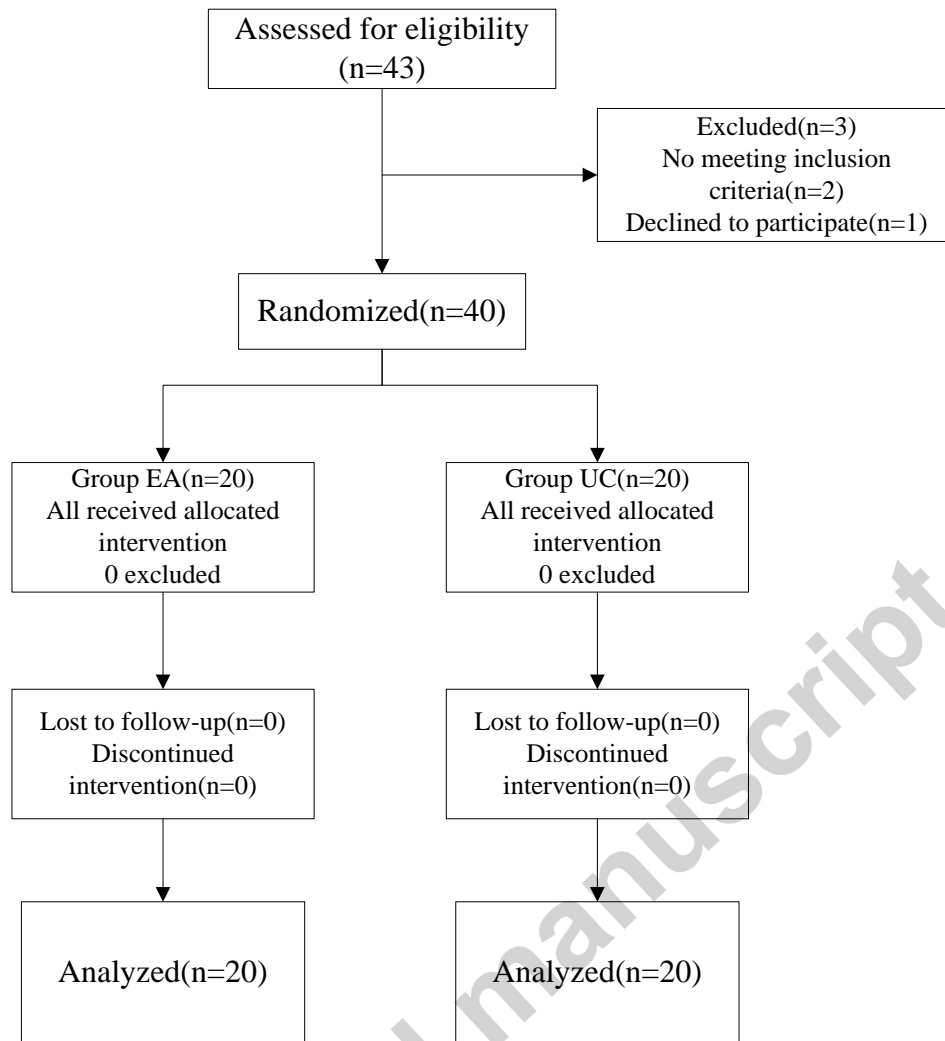 Assessed for eligibility
(n=43)
Excluded(n=3)
No meeting inclusion
criteria(n=2)
Declined to participate(n=1)
Randomized(n=40)
Group EA(n=20)
All received allocated
intervention
0 excluded
Group UC(n=20)
All received allocated
intervention
0 excluded
Lost to follow-up(n=0)
Discontinued
intervention(n=0)
Lost to follow-up(n=0)
Discontinued
intervention(n=0)
Analyzed(n=20)
Analyzed(n=20)
manuscript